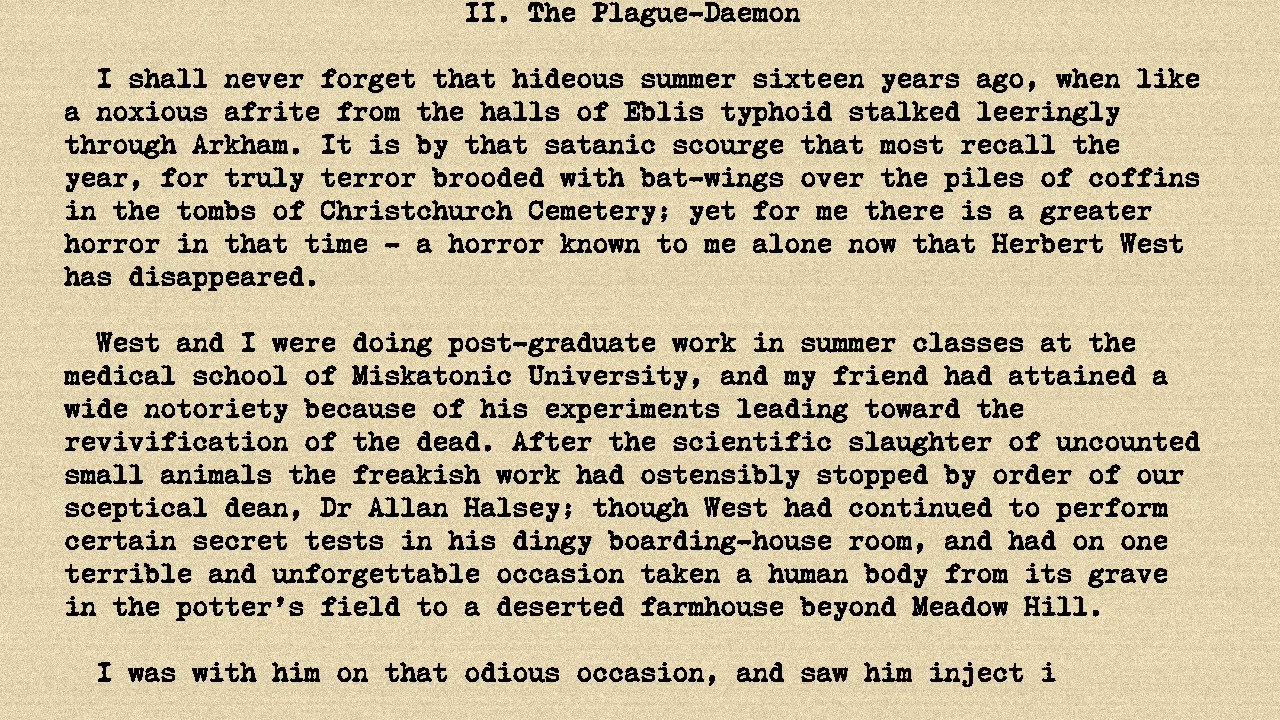 II. The Plague-Daemon
I shall never forget that hideous summer sixteen years ago, when like
a noxious afrite from the halls of Eblis typhoid stalked leeringly
through Arkham. It is by that satanic scourge that most recall the
year, for truly terror brooded with bat-wings over the piles of coffins
in the tombs of Christchurch Cemetery; yet for me there is a greater
horror in that time - a horror known to me alone now that Herbert West
has disappeared.
West and I were doing post-graduate work in summer classes at the
medical school of Miskatonic University, and my friend had attained a
wide notoriety because of his experiments leading toward the
revivification of the dead. After the scientific slaughter of uncounted
small animals the freakish work had ostensibly stopped by order of our
sceptical dean, Dr Allan Halsey; though West had continued to perform
certain secret tests in his dingy boarding-house room, and had on one
terrible and unforgettable occasion taken a human body from its grave
in the potter's field to a deserted farmhouse beyond Meadow Hill.
I was with him on that odious occasion, and saw him inject i